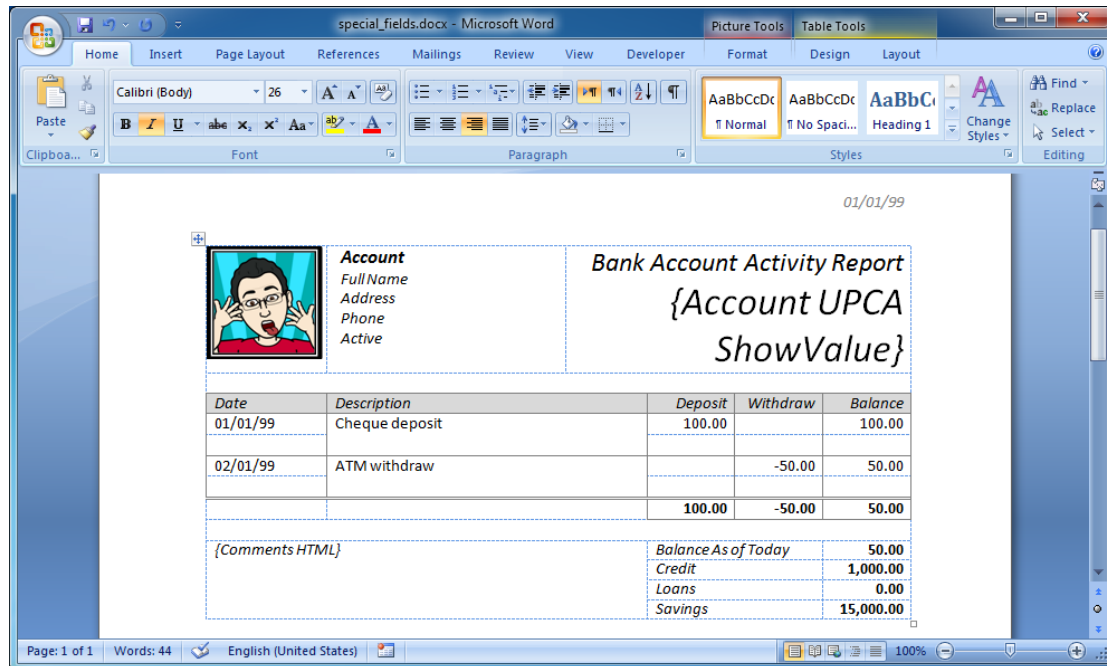 special_fields.docx - Microsoft Word
Picture Tools Table Tools
Home Insert Page Layout References Mailings Review View Developer Format Design Layout
Paste
Calibri (Body) 26
AaBbCcDc AaBbCcDc AaBbC
¶ Normal ¶ No Spaci... Heading 1
Change Styles
Find
Replace
Select
Clipboa... Font Paragraph Styles Editing
01/01/99
Account
Full Name
Address
Phone
Active
Bank Account Activity Report
{Account UPCA
ShowValue}
Date Description Deposit Withdraw Balance
01/01/99 Cheque deposit 100.00 100.00
02/01/99 ATM withdraw -50.00 50.00
100.00 -50.00 50.00
{Comments HTML}
Balance As of Today 50.00
Credit 1,000.00
Loans 0.00
Savings 15,000.00
Page: 1 of 1 Words: 44 English (United States) 100%